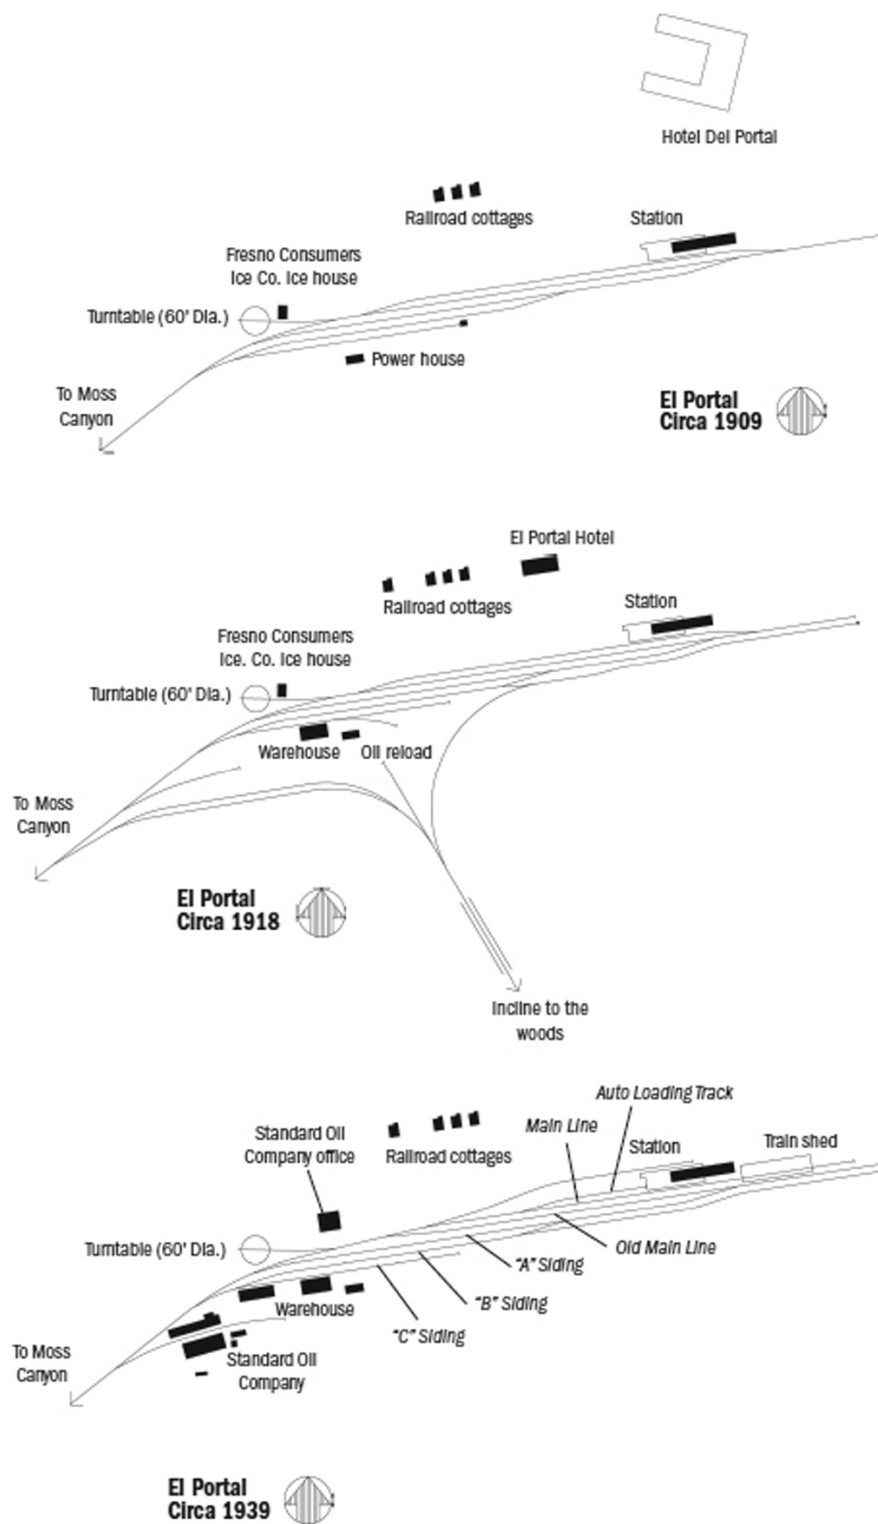 Hotel Del Portal
Railroad cottages
Station
Fresno Consumers
Ice Co. Ice house
Turntable (60' Dia.)
Power house
To Moss
Canyon
El Portal
Circa 1909
El Portal Hotel
Railroad cottages
Station
Fresno Consumers
Ice. Co. Ice house
Turntable (60' Dia.)
Warehouse
Oil reload
To Moss
Canyon
El Portal
Circa 1918
Incline to the
woods
Auto Loading Track
Main Line
Standard Oil
Company office
Railroad cottages
Station
Train shed
Turntable (60' Dia.)
Old Main Line
"A" Siding
"B" Siding
Warehouse
"C" Siding
To Moss
Canyon
Standard Oil
Company
El Portal
Circa 1939